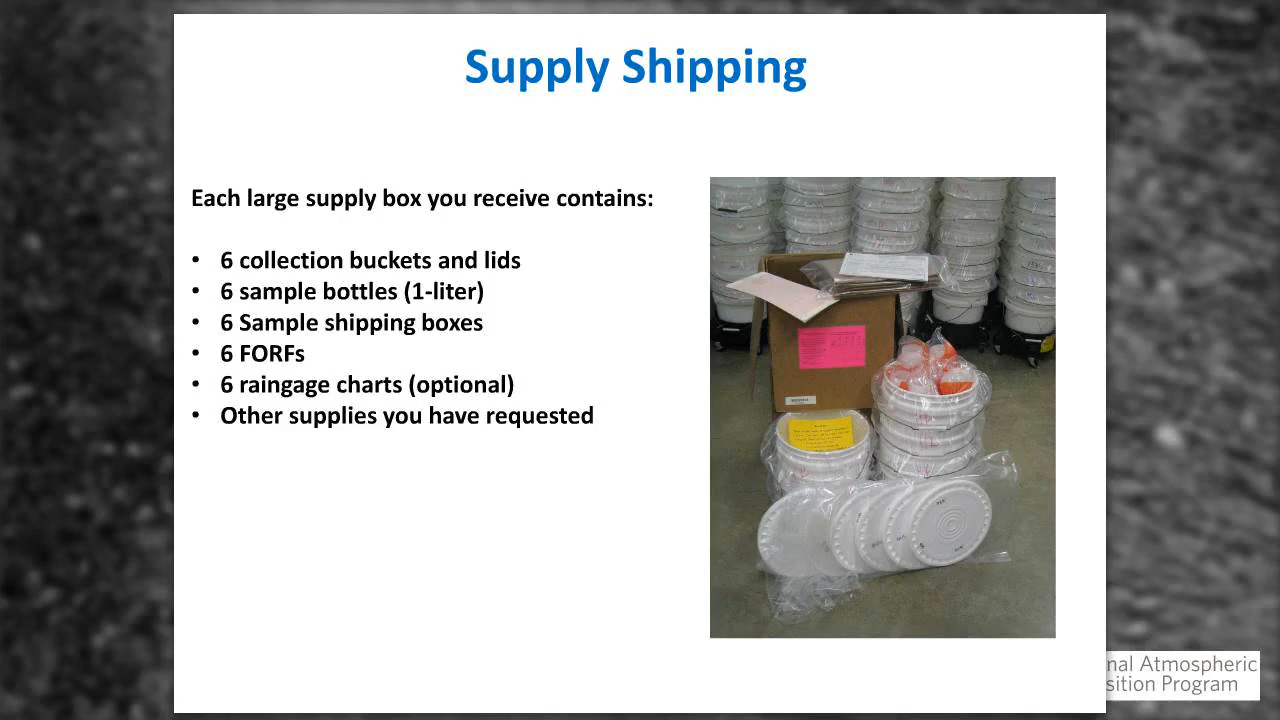 Supply Shipping
Each large supply box you receive contains:
• 6 collection buckets and lids
• 6 sample bottles (1-liter)
• 6 Sample shipping boxes
• 6 FORFs
• 6 raingage charts (optional)
• Other supplies you have requested
nal Atmospheric
sition Program